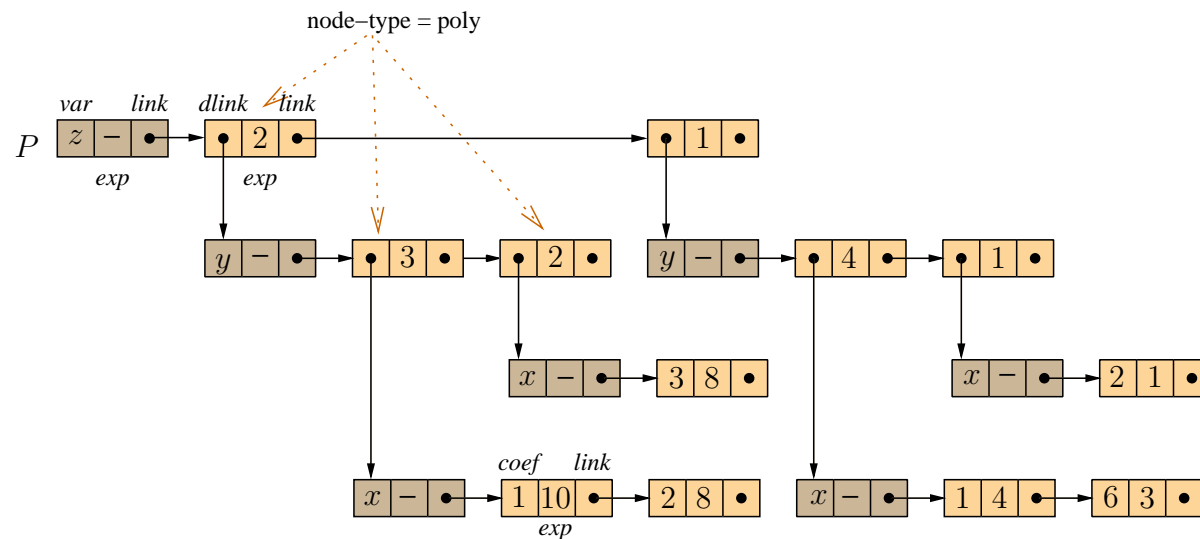 node−type = poly
var link dlink link
P z − 2 1
exp exp
y − 3 2 y − 4 1
x − 3 8 x − 2 1
coef link
x − 1 10 2 8 x − 1 4 6 3
exp